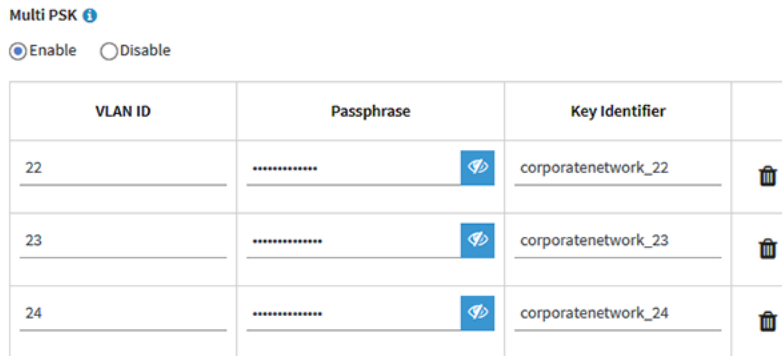 Multi PSK
Enable Disable
VLAN ID Passphrase Key Identifier
22 ············· corporatenetwork_22
23 ·············· corporatenetwork_23
24 ·············· corporatenetwork_24